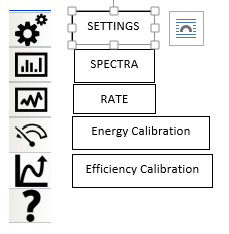 SETTINGS
SPECTRA
RATE
Energy Calibration
Efficiency Calibration
?